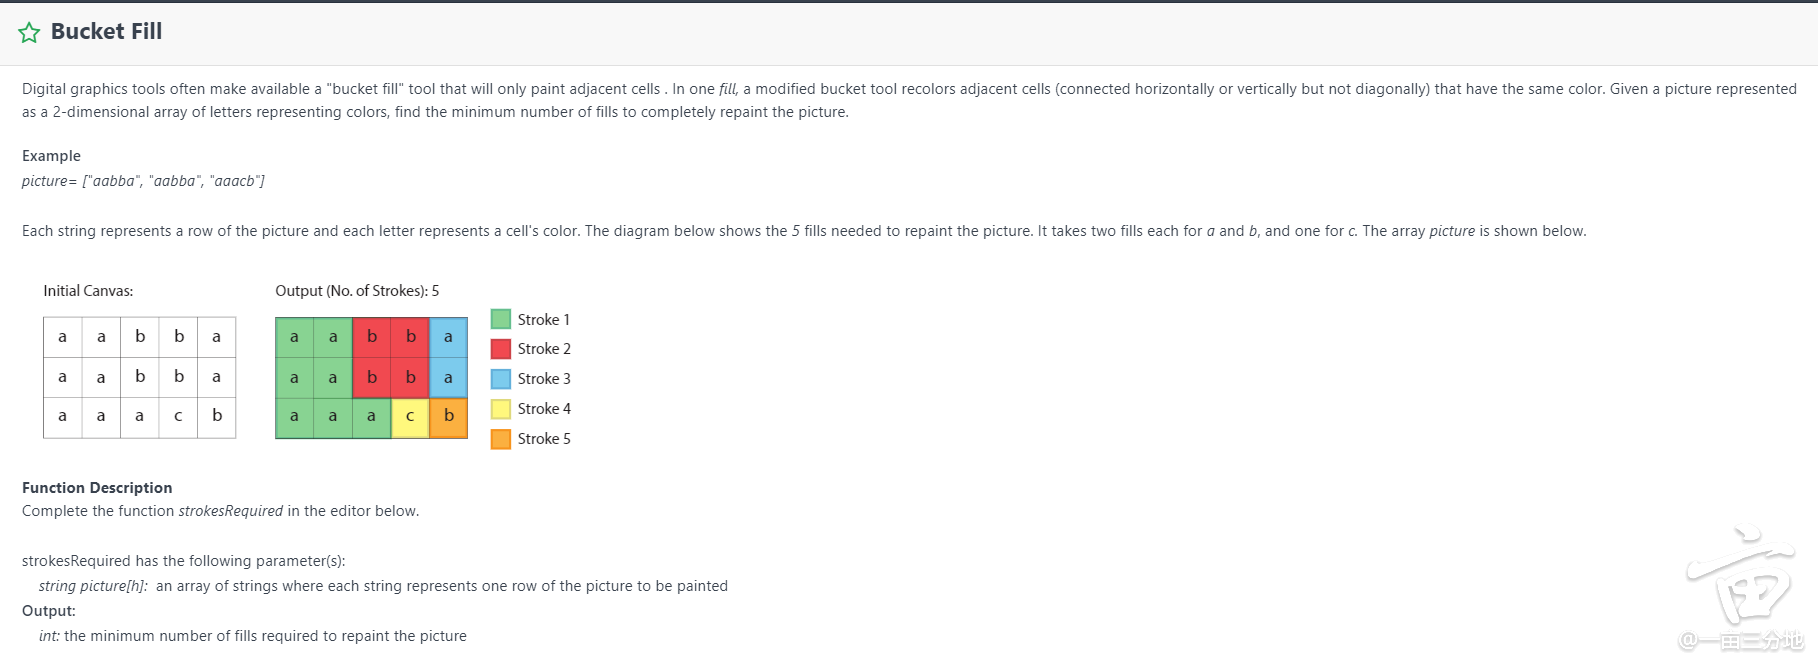 Bucket Fill
Digital graphics tools often make available a "bucket fill" tool that will only paint adjacent cells . In one fill, a modified bucket tool recolors adjacent cells (connected horizontally or vertically but not diagonally) that have the same color. Given a picture represented
as a 2-dimensional array of letters representing colors, find the minimum number of fills to completely repaint the picture.
Example
picture= ["aabba", "aabba", "aaacb"]
Each string represents a row of the picture and each letter represents a cell's color. The diagram below shows the 5 fills needed to repaint the picture. It takes two fills each for a and b, and one for c. The array picture is shown below.
Initial Canvas:
a a b b a
a a b b a
a a a c b
Output (No. of Strokes): 5
a a b b a
a a b b a
a a a c b
Stroke 1
Stroke 2
Stroke 3
Stroke 4
Stroke 5
Function Description
Complete the function strokesRequired in the editor below.
strokesRequired has the following parameter(s):
string picture[h]: an array of strings where each string represents one row of the picture to be painted
Output:
int: the minimum number of fills required to repaint the picture
亩
@一亩三分地